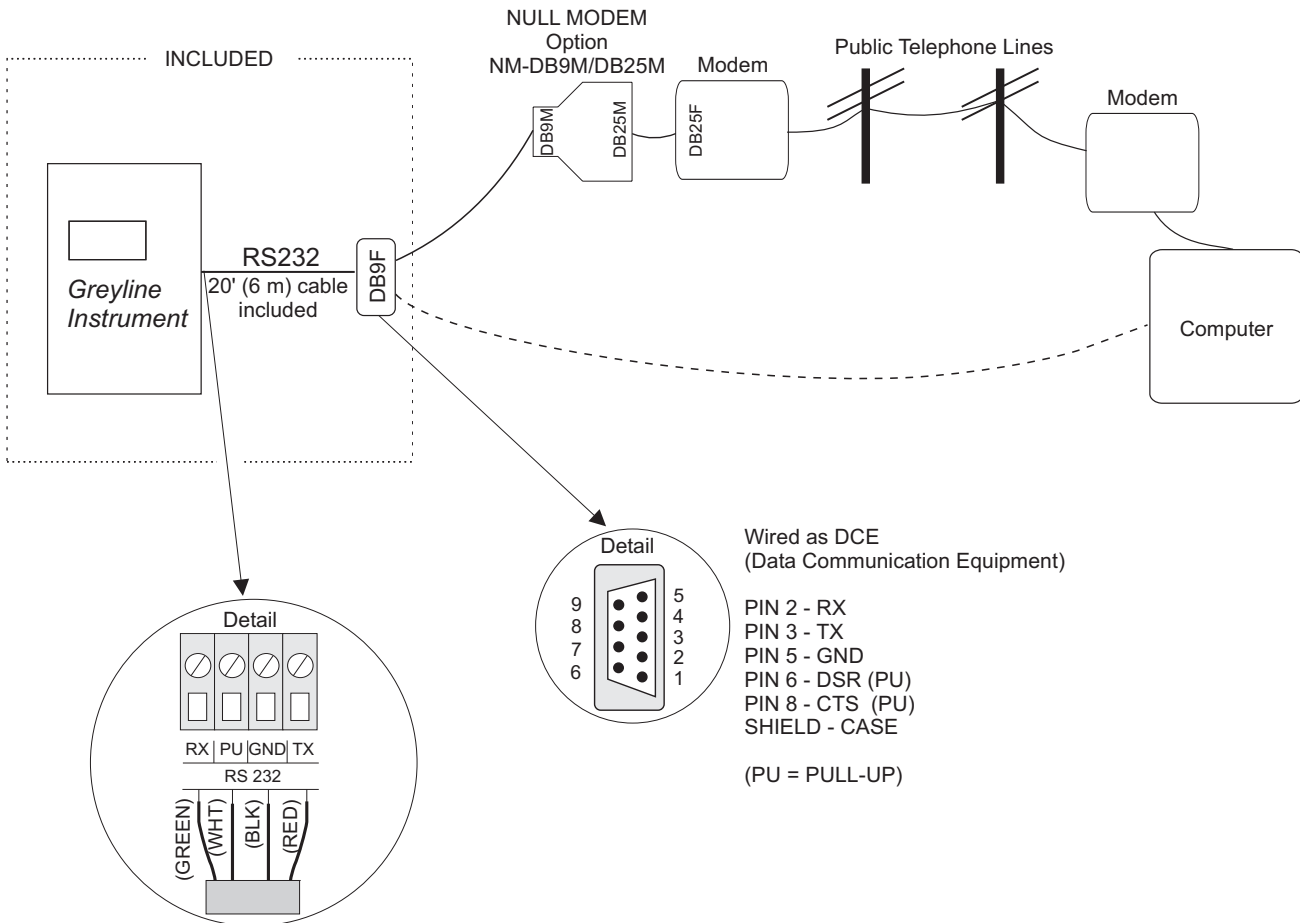 INCLUDED
NULL MODEM
Option
NM-DB9M/DB25M
DB9M
DB25M
Modem
DB25F
Public Telephone Lines
Modem
Greyline
Instrument
RS232
20' (6 m) cable
included
DB9F
Computer
Detail
RX PU GND TX
RS 232
(GREEN)
(WHT)
(BLK)
(RED)
Detail
9
8
7
6
5
4
3
2
1
Wired as DCE
(Data Communication Equipment)
PIN 2 - RX
PIN 3 - TX
PIN 5 - GND
PIN 6 - DSR (PU)
PIN 8 - CTS (PU)
SHIELD - CASE
(PU = PULL-UP)